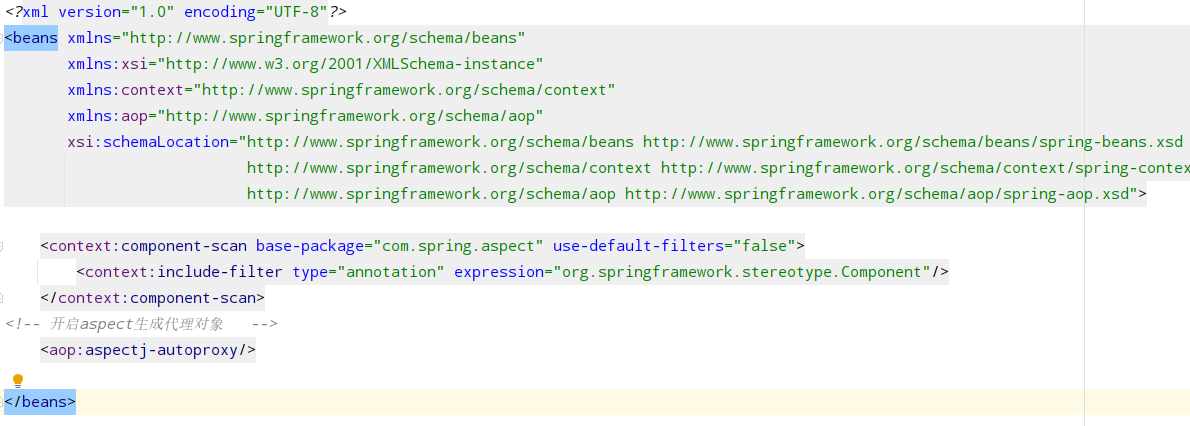 <?xml version="1.0" encoding="UTF-8"?>
<beans xmlns="http://www.springframework.org/schema/beans"
xmlns:xsi="http://www.w3.org/2001/XMLSchema-instance"
xmlns:context="http://www.springframework.org/schema/context"
xmlns:aop="http://www.springframework.org/schema/aop"
xsi:schemaLocation="http://www.springframework.org/schema/beans http://www.springframework.org/schema/beans/spring-beans.xsd
http://www.springframework.org/schema/context http://www.springframework.org/schema/context/spring-contex
http://www.springframework.org/schema/aop http://www.springframework.org/schema/aop/spring-aop.xsd">
<context:component-scan base-package="com.spring.aspect" use-default-filters="false">
<context:include-filter type="annotation" expression="org.springframework.stereotype.Component"/>
</context:component-scan>
<!-- 开启aspect生成代理对象 -->
<aop:aspectj-autoproxy/>
</beans>